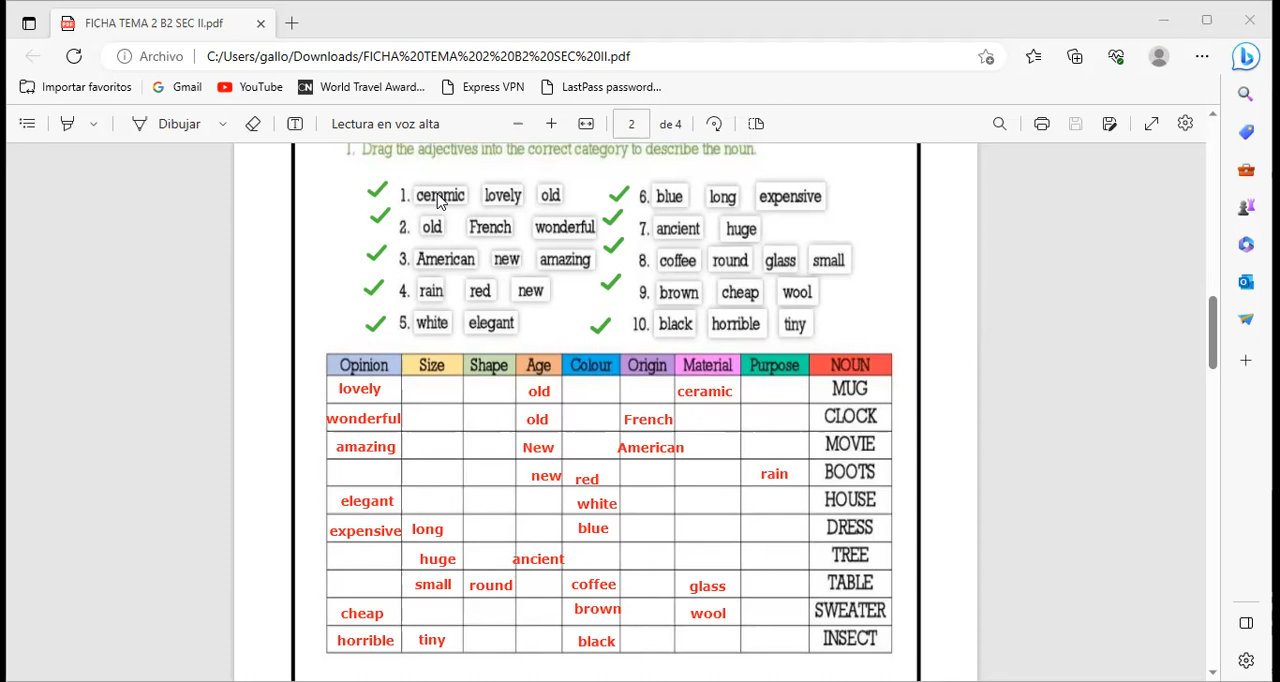 FICHA TEMA 2 B2 SEC II.pdf
Archivo C:/Users/gallo/Downloads/FICHA%20TEMA%202%20B2%20SEC%20II.pdf
Importar favoritos Gmail YouTube World Travel Award... Express VPN LastPass password...
Dibujar Lectura en voz alta 2 de 4
1. Drag the adjectives into the correct category to describe the noun.
1. ceramic lovely old
2. old French wonderful
3. American new amazing
4. rain red new
5. white elegant
6. blue long expensive
7. ancient huge
8. coffee round glass small
9. brown cheap wool
10. black horrible tiny
Opinion Size Shape Age Colour Origin Material Purpose NOUN
lovely old ceramic MUG
wonderful old French CLOCK
amazing New American MOVIE
new red rain BOOTS
elegant white HOUSE
expensive long blue DRESS
huge ancient TREE
small round coffee glass TABLE
cheap brown wool SWEATER
horrible tiny black INSECT